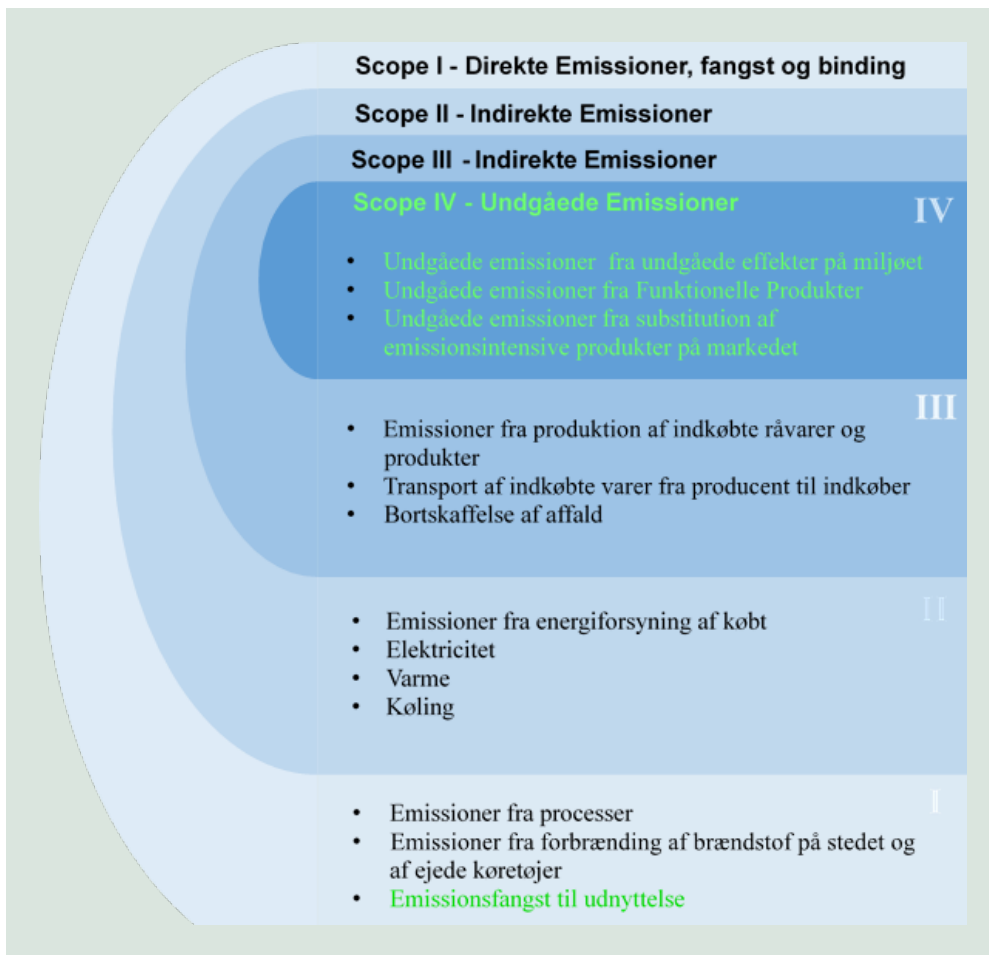 Scope I - Direkte Emissioner, fangst og binding
Scope II - Indirekte Emissioner
Scope III - Indirekte Emissioner
Scope IV - Undgåede Emissioner
IV
• Undgåede emissioner  fra undgåede effekter på miljøet
• Undgåede emissioner fra Funktionelle Produkter
• Undgåede emissioner fra substitution af
emissionsintensive produkter på markedet
III
• Emissioner fra produktion af indkøbte råvarer og
produkter
• Transport af indkøbte varer fra producent til indkøber
• Bortskaffelse af affald
II
• Emissioner fra energiforsyning af købt
• Elektricitet
• Varme
• Køling
I
• Emissioner fra processer
• Emissioner fra forbrænding af brændstof på stedet og
af ejede køretøjer
• Emissionsfangst til udnyttelse